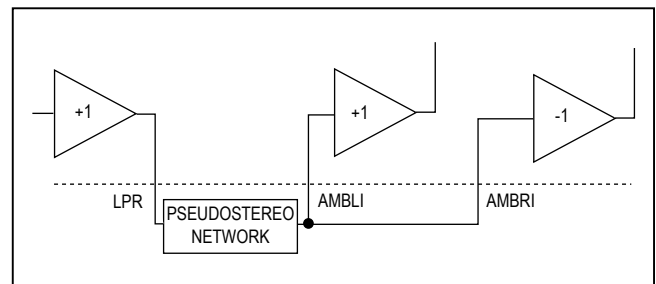 +1
+1
-1
LPR
PSEUDOSTEREO
NETWORK
AMBLI
AMBRI